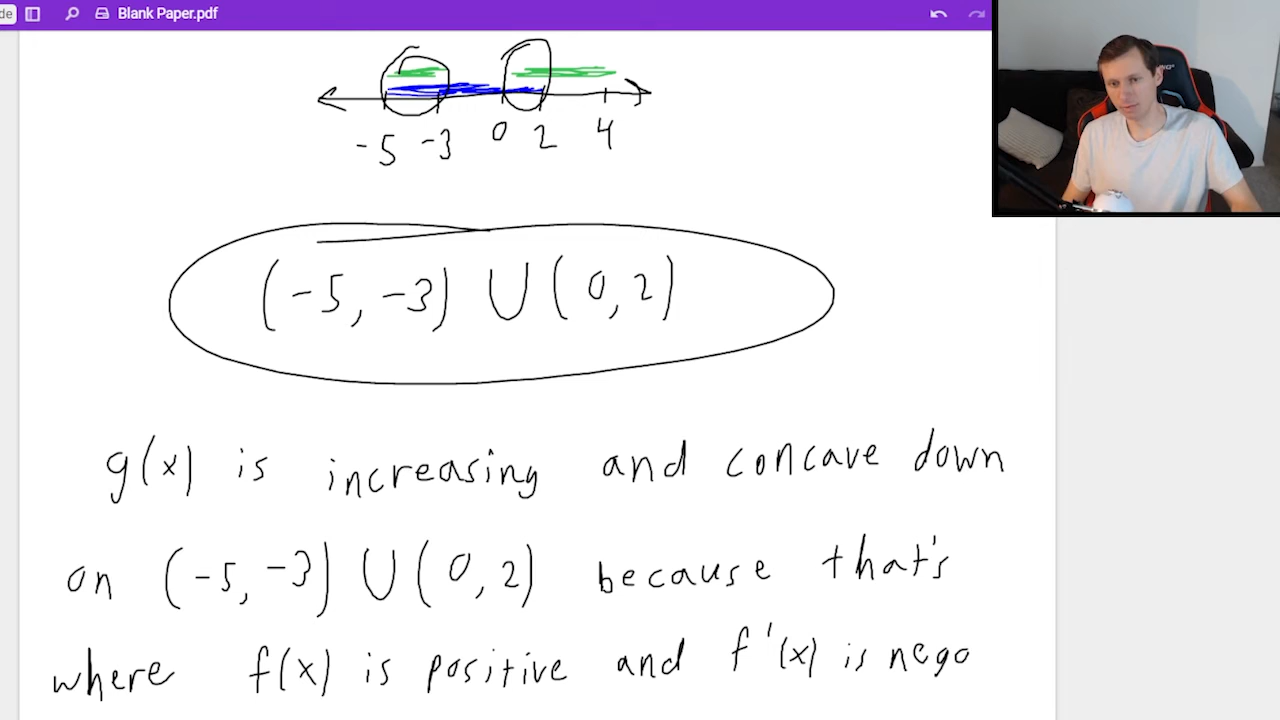 de
Blank Paper.pdf
-5 -3 0 2 4
(-5, -3) ∪ (0, 2)
g(x) is increasing and concave down
on (-5, -3) ∪ (0, 2) because that's
where f(x) is positive and f'(x) is nega